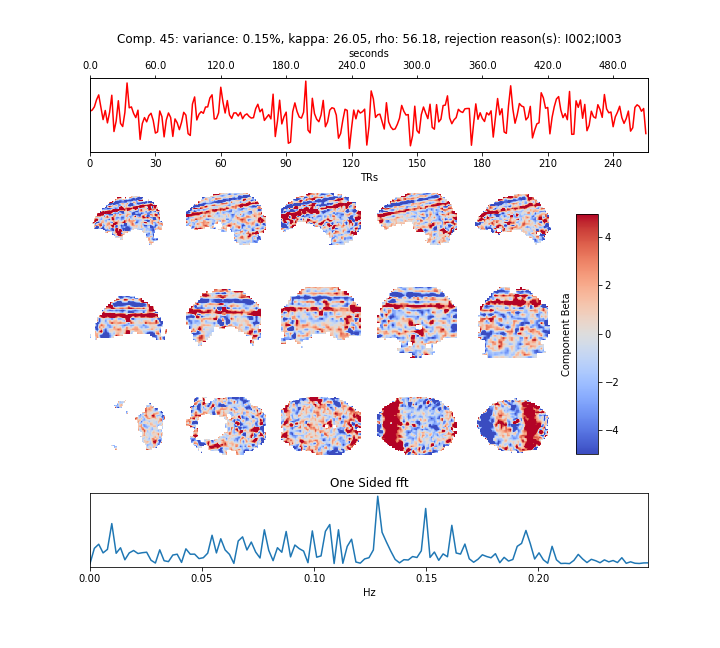 Comp. 45: variance: 0.15%, kappa: 26.05, rho: 56.18, rejection reason(s): I002;I003
seconds
0.0 60.0 120.0 180.0 240.0 300.0 360.0 420.0 480.0
0 30 60 90 120 150 180 210 240
TRs
4
2
0
−2
−4
Component Beta
One Sided fft
0.00 0.05 0.10 0.15 0.20
Hz